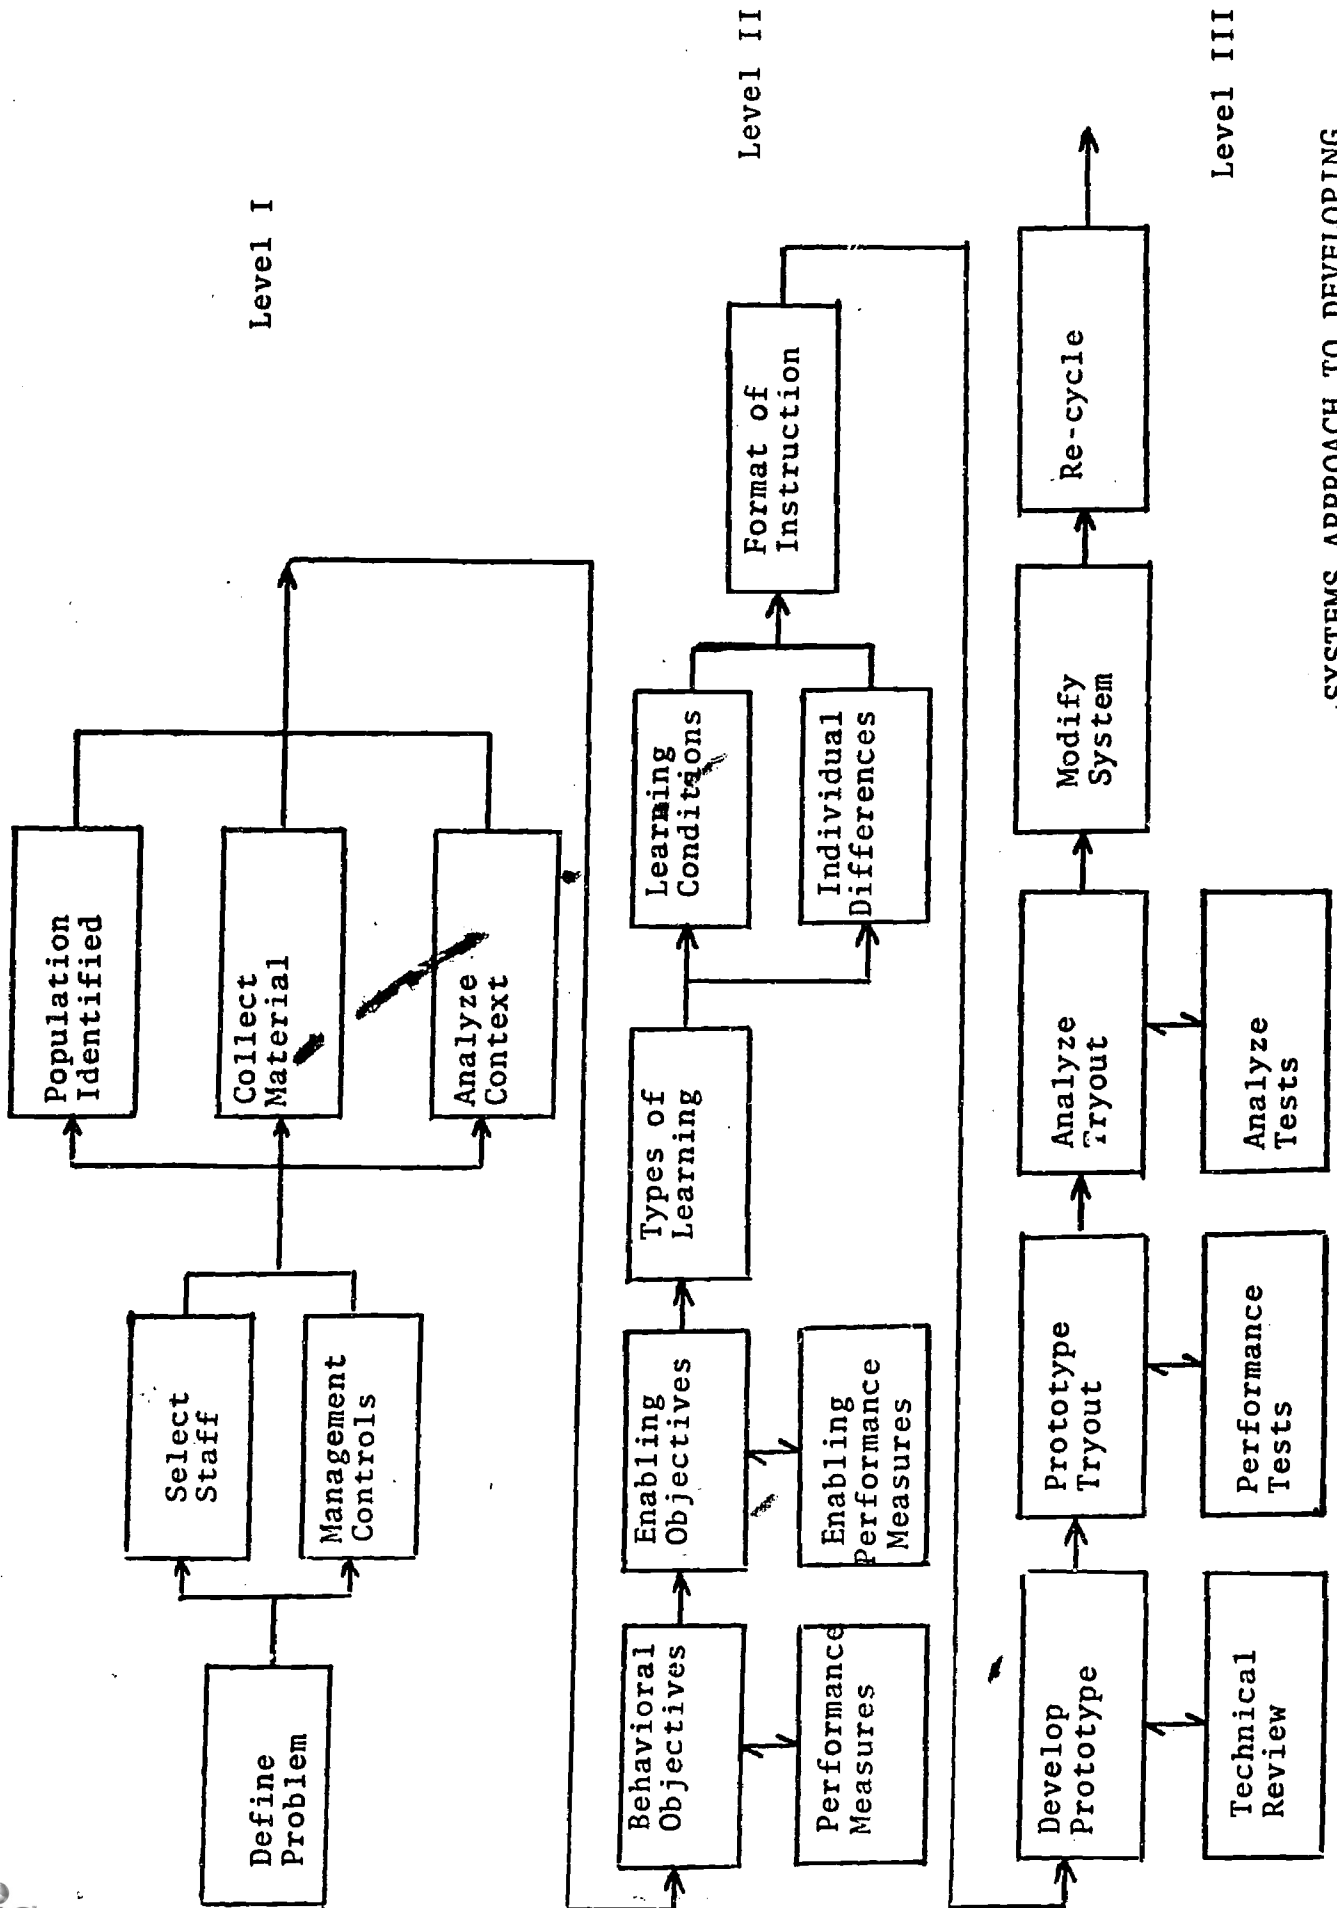 Define
Problem
Select
Staff
Management
Controls
Population
Identified
Collect
Material
Analyze
Context
Level I
Behavioral
Objectives
Performance
Measures
Enabling
Objectives
Enabling
Performance
Measures
Types of
Learning
Learning
Conditions
Individual
Differences
Format of
Instruction
Level II
Develop
Prototype
Technical
Review
Prototype
Tryout
Performance
Tests
Analyze
Tryout
Analyze
Tests
Modify
System
Re-cycle
Level III
SYSTEMS APPROACH TO DEVELOPING